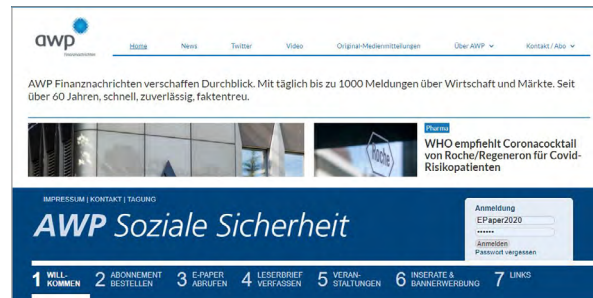 awp
Home News Twitter Video Original-Medienmitteilungen Über AWP Kontakt / Abo
AWP Finanznachrichten verschaffen Durchblick. Mit täglich bis zu 1000 Meldungen über Wirtschaft und Märkte. Seit
über 60 Jahren, schnell, zuverlässig, faktentreu.
Roche
Pharma
WHO empfiehlt Coronacocktail
von Roche/Regeneron für Covid-
Risikopatienten
IMPRESSUM | KONTAKT | TAGUNG
AWP Soziale Sicherheit
Anmeldung
EPaper2020
••••••
Anmelden
Passwort vergessen
1 WILL-
KOMMEN
2 ABONNEMENT
BESTELLEN
3 E-PAPER
ABRUFEN
4 LESERBRIEF
VERFASSEN
5 VERAN-
STALTUNGEN
6 INSERATE &
BANNERWERBUNG
7 LINKS